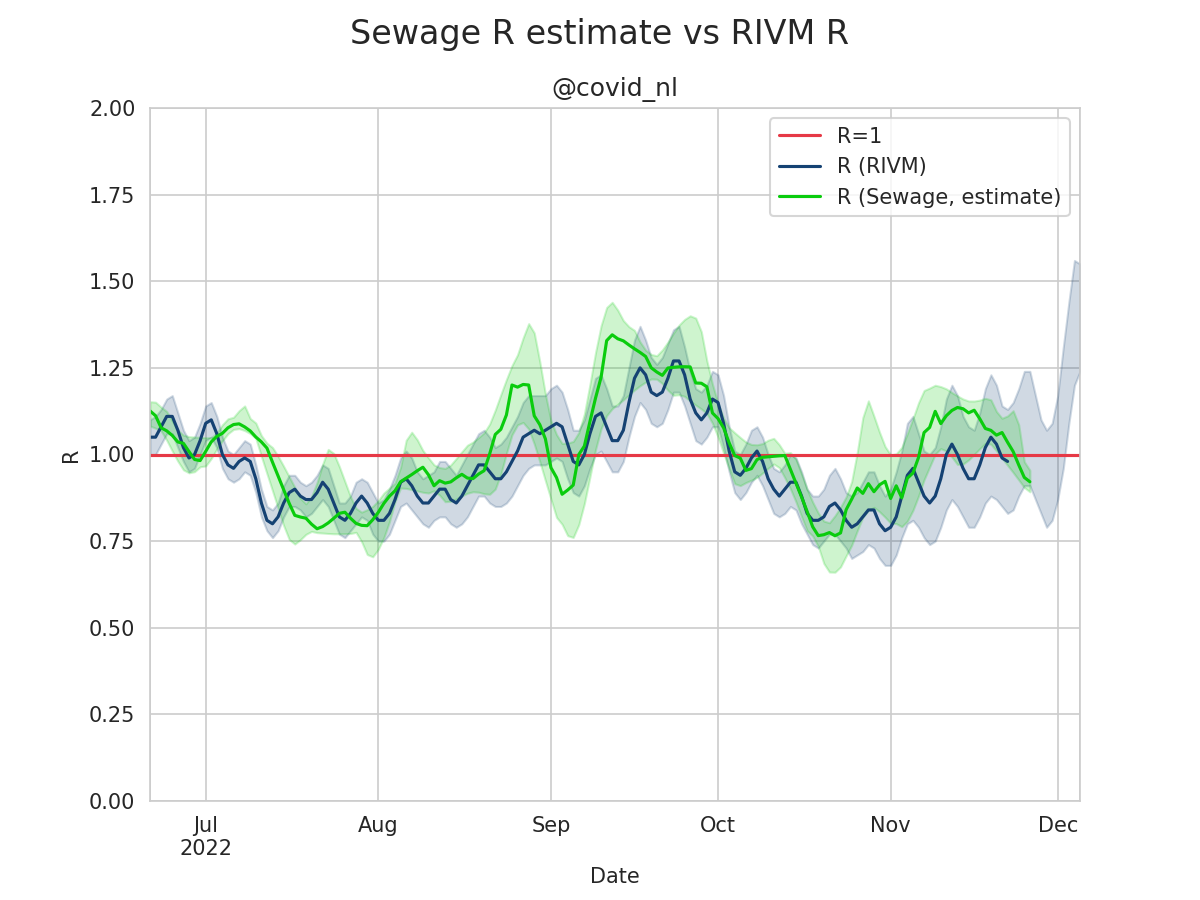 Sewage R estimate vs RIVM R
@covid_nl
2.00
1.75
1.50
1.25
1.00
0.75
0.50
0.25
0.00
R
R=1
R (RIVM)
R (Sewage, estimate)
Jul
2022
Aug
Sep
Oct
Nov
Dec
Date